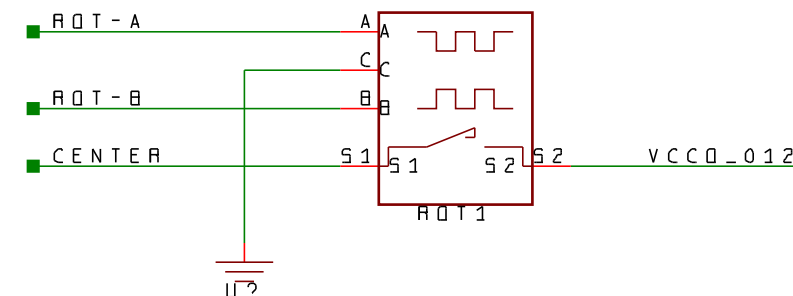 ROT-A A A
C C
ROT-B B B
CENTER S1 S1 S2 S2 VCCO_012
ROT1